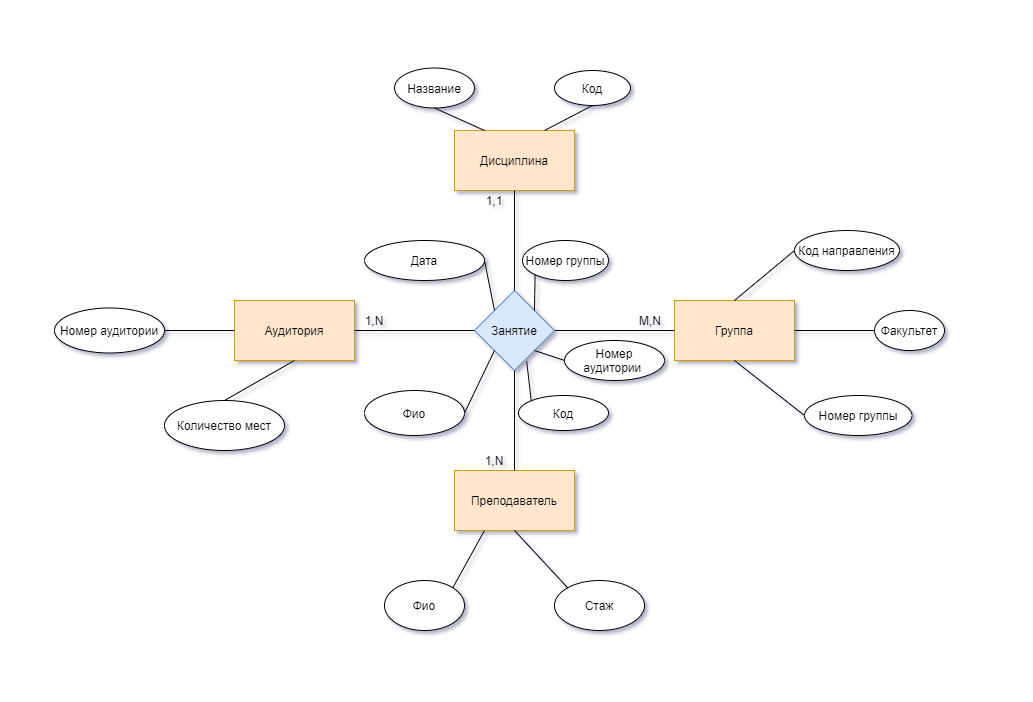 Название
Код
Дисциплина
1,1
Код направления
Дата
Номер группы
Номер аудитории
Аудитория
1,N
Занятие
M,N
Группа
Факультет
Номер
аудитории
Количество мест
Фио
Код
Номер группы
1,N
Преподаватель
Фио
Стаж